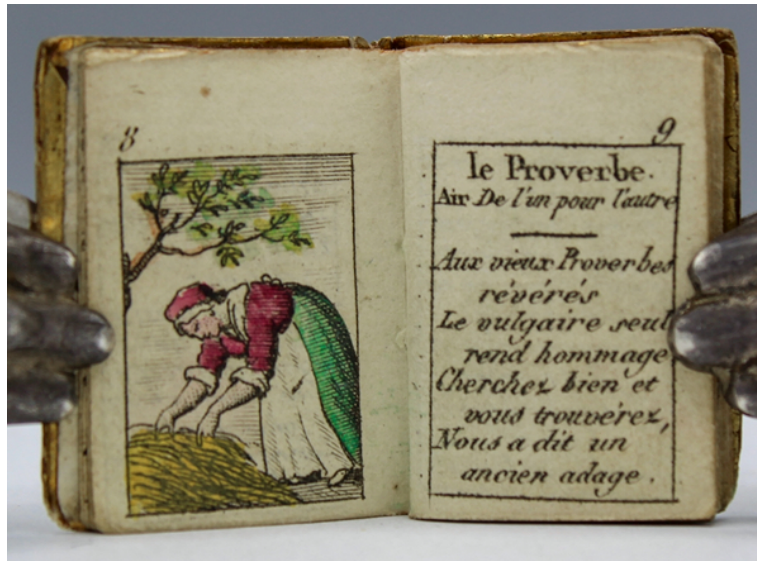 8
9
le Proverbe.
Air De l'un pour l'autre
Aux vieux Proverbes
révérés
Le vulgaire seul
rend hommage
Cherchez bien et
vous trouvérez,
Nous a dit un
ancien adage.